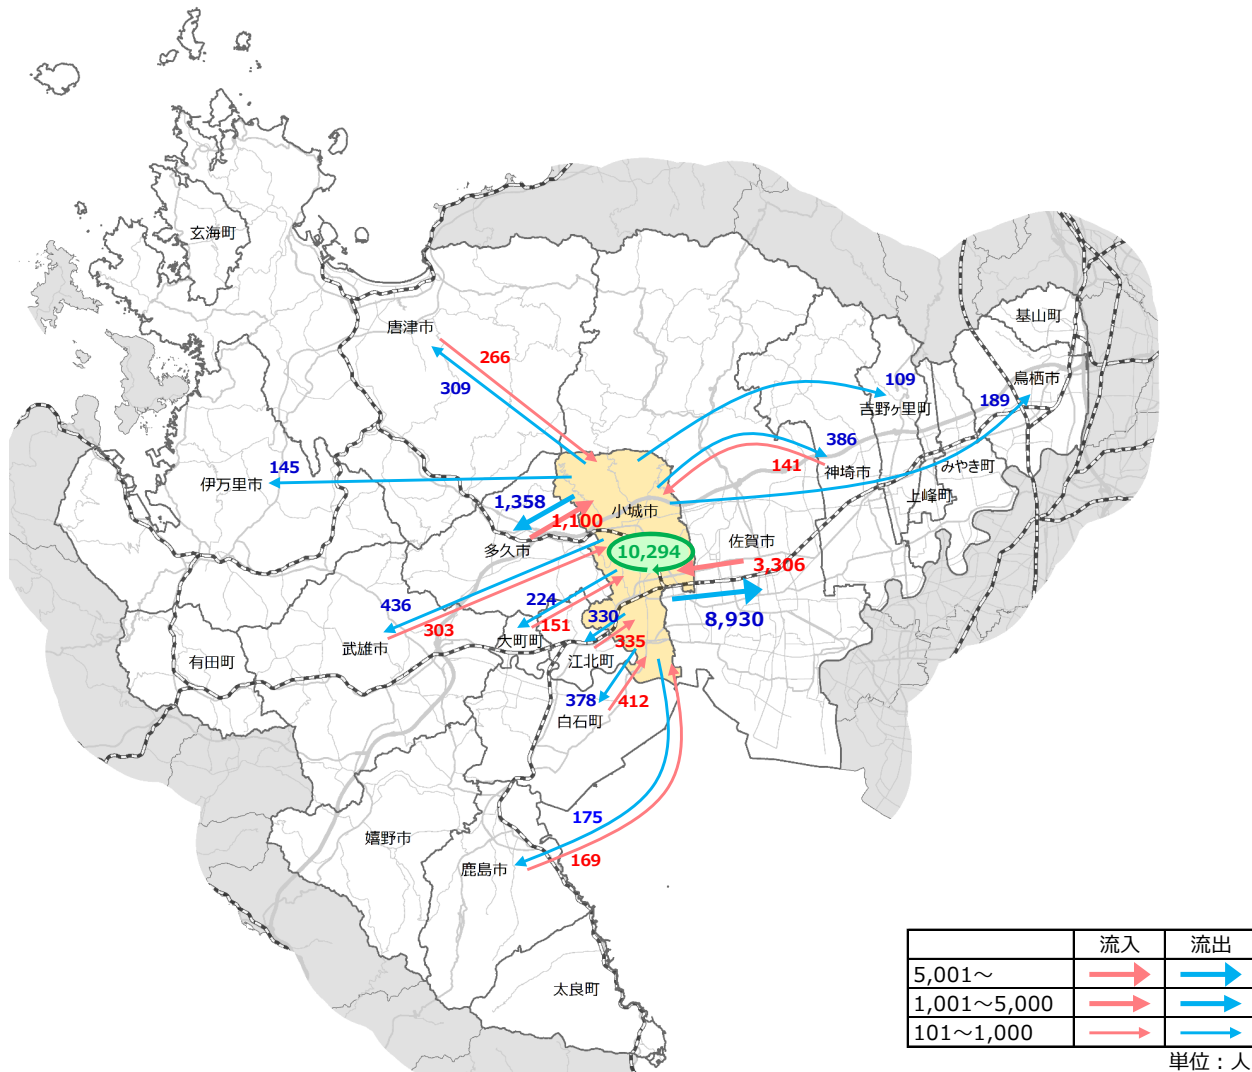 玄海町
基山町
唐津市
266
309
109
189
鳥栖市
吉野ヶ里町
386
141
神埼市
みやき町
上峰町
145
伊万里市
1,358
1,100
小城市
多久市
10,294
佐賀市
3,306
8,930
436
303
武雄市
224
151
大町町
330
335
江北町
有田町
378
412
白石町
175
169
嬉野市
鹿島市
太良町
流入 流出
5,001～
1,001～5,000
101～1,000
単位：人